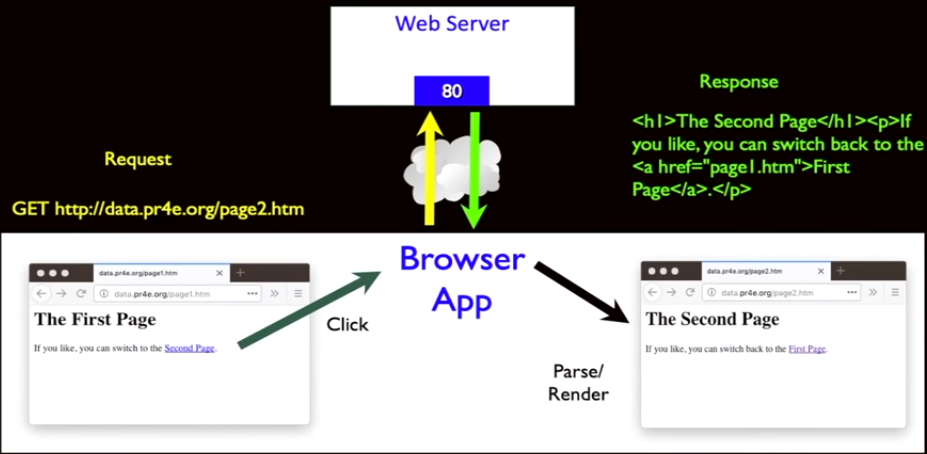 Web Server
80
Request
GET http://data.pr4e.org/page2.htm
Response
<h1>The Second Page</h1><p>If
you like, you can switch back to the
<a href="page1.htm">First
Page</a>.</p>
data.pr4e.org/page1.htm
data.pr4e.org/page1.htm
The First Page
If you like, you can switch to the Second Page.
Click
Browser
App
Parse/
Render
data.pr4e.org/page2.htm
data.pr4e.org/page2.htm
The Second Page
If you like, you can switch back to the First Page.